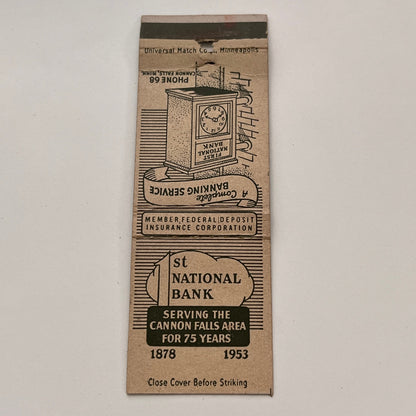 Universal Match Corp., Minneapolis
PHONE 68
CANNON FALLS, MINN.
FIRST
NATIONAL
BANK
A Complete
BANKING SERVICE
MEMBER FEDERAL DEPOSIT
INSURANCE CORPORATION
1st
NATIONAL
BANK
SERVING THE
CANNON FALLS AREA
FOR 75 YEARS
1878 1953
Close Cover Before Striking